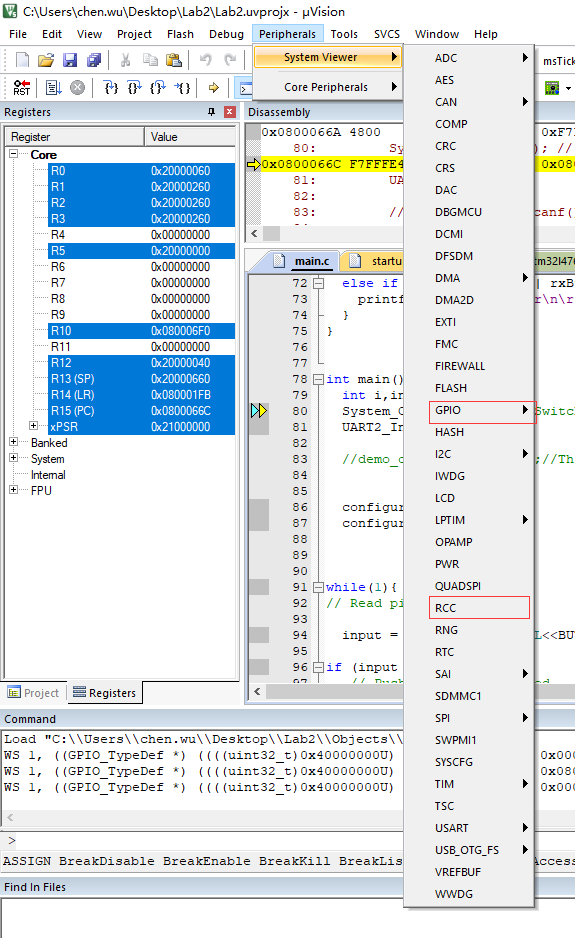 C:\Users\chen.wu\Desktop\Lab2\Lab2.uvprojx - µVision
File Edit View Project Flash Debug Peripherals Tools SVCS Window Help
System Viewer
Core Peripherals
msTick
RST
Registers
Register Value
Core
R0 0x20000060
R1 0x20000260
R2 0x20000260
R3 0x20000260
R4 0x00000000
R5 0x20000000
R6 0x00000000
R7 0x00000000
R8 0x00000000
R9 0x00000000
R10 0x080006F0
R11 0x00000000
R12 0x20000040
R13 (SP) 0x20000660
R14 (LR) 0x080001FB
R15 (PC) 0x0800066C
xPSR 0x21000000
Banked
System
Internal
FPU
Project Registers
Disassembly
0x0800066A 4800 0xF7
80: Sy ); //
0x0800066C F7FFFE4 0x080
81: UA
82:
83: // canf(
main.c startu tm32l476
72 else if | rxB
73 printf \r\n\r
74 }
75 }
76
77
78 int main()
79 int i,in
80 System_C Switch
81 UART2_In
82
83 //demo_c ;//Th
84
85
86 configur
87 configur
88
89
90
91 while(1){
92 // Read pi
93
94 input = L<<BU
95
96 if (input
ADC
AES
CAN
COMP
CRC
CRS
DAC
DBGMCU
DCMI
DFSDM
DMA
DMA2D
EXTI
FMC
FIREWALL
FLASH
GPIO
HASH
I2C
IWDG
LCD
LPTIM
OPAMP
PWR
QUADSPI
RCC
RNG
RTC
SAI
SDMMC1
SPI
SWPMI1
SYSCFG
TIM
TSC
USART
USB_OTG_FS
VREFBUF
WWDG
Command
Load "C:\\Users\\chen.wu\\Desktop\\Lab2\\Objects\\
WS 1, ((GPIO_TypeDef *) ((((uint32_t)0x40000000U) 0x000
WS 1, ((GPIO_TypeDef *) ((((uint32_t)0x40000000U) 0x080
WS 1, ((GPIO_TypeDef *) ((((uint32_t)0x40000000U) 0x000
>
ASSIGN BreakDisable BreakEnable BreakKill BreakLis Access
Find In Files